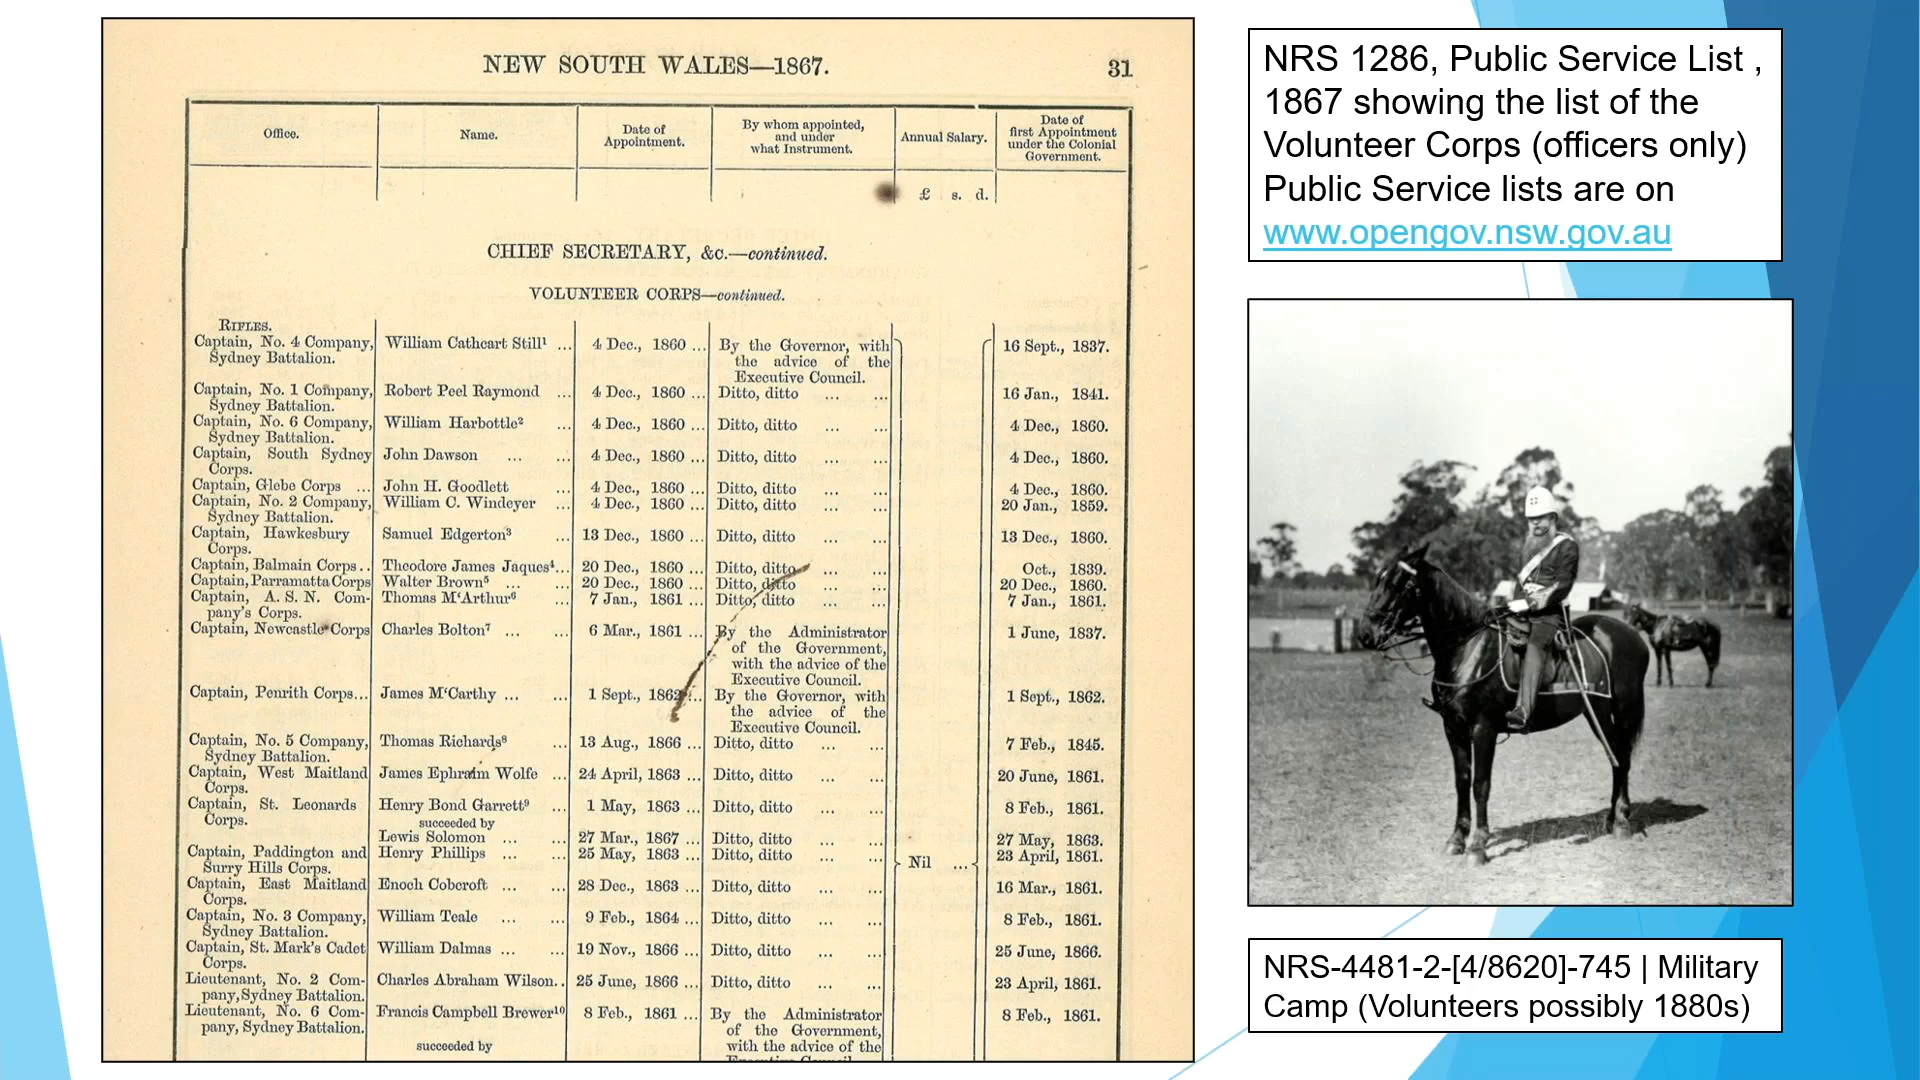 NEW SOUTH WALES—1867.
31
Office. Name. Date of Appointment. By whom appointed, and under what Instrument. Annual Salary. Date of first Appointment under the Colonial Government.
£ s. d.
CHIEF SECRETARY, &c.—continued.
VOLUNTEER CORPS—continued.
RIFLES.
Captain, No. 4 Company, William Cathcart Still¹ ... 4 Dec., 1860 ... By the Governor, with 16 Sept., 1837.
Sydney Battalion. the advice of the
Executive Council.
Captain, No. 1 Company, Robert Peel Raymond ... 4 Dec., 1860 ... Ditto, ditto ... ... 16 Jan., 1841.
Sydney Battalion.
Captain, No. 6 Company, William Harbottle² ... 4 Dec., 1860 ... Ditto, ditto ... ... 4 Dec., 1860.
Sydney Battalion.
Captain, South Sydney John Dawson ... ... 4 Dec., 1860 ... Ditto, ditto ... ... 4 Dec., 1860.
Corps.
Captain, Glebe Corps ... John H. Goodlett ... 4 Dec., 1860 ... Ditto, ditto ... ... 4 Dec., 1860.
Captain, No. 2 Company, William C. Windeyer ... 4 Dec., 1860 ... Ditto, ditto ... ... 20 Jan., 1859.
Sydney Battalion.
Captain, Hawkesbury Samuel Edgerton³ ... 13 Dec., 1860 ... Ditto, ditto ... ... 13 Dec., 1860.
Corps.
Captain, Balmain Corps.. Theodore James Jaques⁴... 20 Dec., 1860 ... Ditto, ditto ... ... Oct., 1839.
Captain, Parramatta Corps Walter Brown⁵ ... ... 20 Dec., 1860 ... Ditto, ditto ... ... 20 Dec., 1860.
Captain, A. S. N. Com- Thomas M‘Arthur⁶ ... 7 Jan., 1861 ... Ditto, ditto ... ... 7 Jan., 1861.
pany's Corps.
Captain, Newcastle Corps Charles Bolton⁷ ... ... 6 Mar., 1861 ... By the Administrator 1 June, 1837.
of the Government,
with the advice of the
Executive Council.
Captain, Penrith Corps... James M‘Carthy ... ... 1 Sept., 1862 ... By the Governor, with 1 Sept., 1862.
the advice of the
Executive Council.
Captain, No. 5 Company, Thomas Richards⁸ ... 13 Aug., 1866 ... Ditto, ditto ... ... 7 Feb., 1845.
Sydney Battalion.
Captain, West Maitland James Ephraim Wolfe ... 24 April, 1863 ... Ditto, ditto ... ... 20 June, 1861.
Corps.
Captain, St. Leonards Henry Bond Garrett⁹ ... 1 May, 1863 ... Ditto, ditto ... ... 8 Feb., 1861.
Corps. succeeded by
Lewis Solomon ... ... 27 Mar., 1867 ... Ditto, ditto ... ... 27 May, 1863.
Captain, Paddington and Henry Phillips ... ... 25 May, 1863 ... Ditto, ditto ... ... Nil ... 23 April, 1861.
Surry Hills Corps.
Captain, East Maitland Enoch Cobcroft ... ... 28 Dec., 1863 ... Ditto, ditto ... ... 16 Mar., 1861.
Corps.
Captain, No. 3 Company, William Teale ... ... 9 Feb., 1864 ... Ditto, ditto ... ... 8 Feb., 1861.
Sydney Battalion.
Captain, St. Mark's Cadet William Dalmas ... ... 19 Nov., 1866 ... Ditto, ditto ... ... 25 June, 1866.
Corps.
Lieutenant, No. 2 Com- Charles Abraham Wilson.. 25 June, 1866 ... Ditto, ditto ... ... 23 April, 1861.
pany, Sydney Battalion.
Lieutenant, No. 6 Com- Francis Campbell Brewer¹⁰ 8 Feb., 1861 ... By the Administrator 8 Feb., 1861.
pany, Sydney Battalion. of the Government,
succeeded by with the advice of the
Executive Council.
NRS 1286, Public Service List ,
1867 showing the list of the
Volunteer Corps (officers only)
Public Service lists are on
www.opengov.nsw.gov.au
NRS-4481-2-[4/8620]-745 | Military
Camp (Volunteers possibly 1880s)